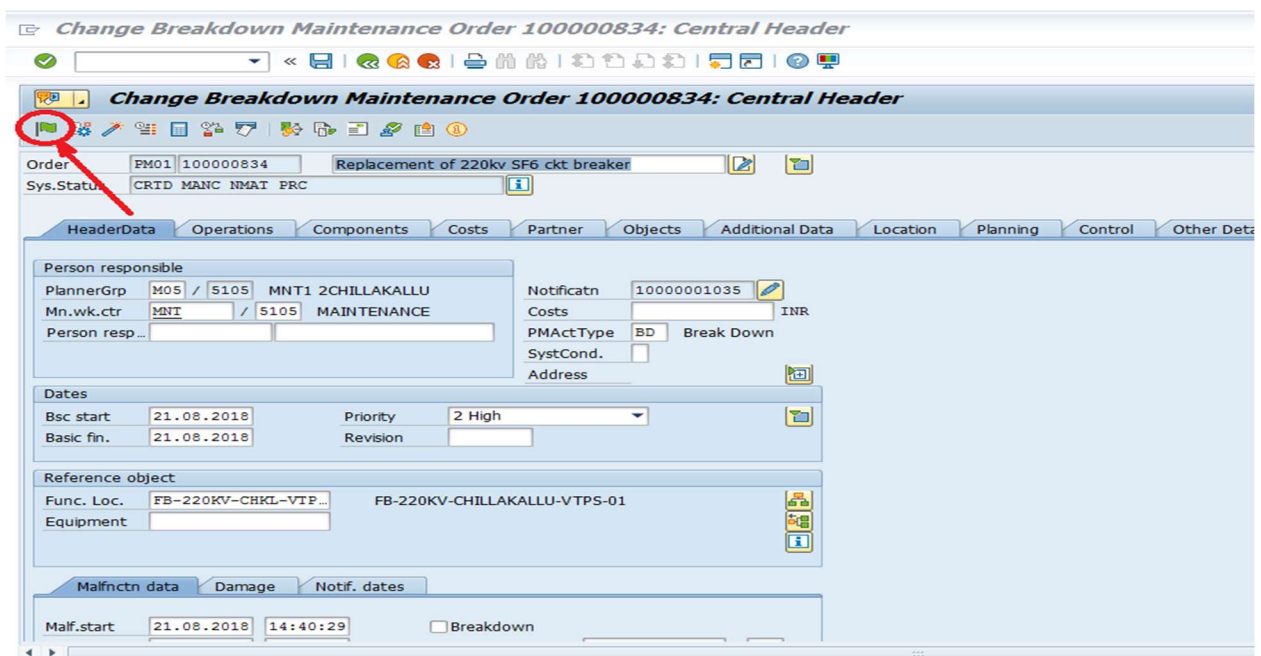 Change Breakdown Maintenance Order 100000834: Central Header
Change Breakdown Maintenance Order 100000834: Central Header
Order PM01 100000834 Replacement of 220kv SF6 ckt breaker
Sys.Status CRTD MANC NMAT PRC
HeaderData Operations Components Costs Partner Objects Additional Data Location Planning Control Other Deta
Person responsible
PlannerGrp M05 / 5105 MNT1 2CHILLAKALLU Notificatn 10000001035
Mn.wk.ctr MNT / 5105 MAINTENANCE Costs INR
Person resp... PMActType BD Break Down
SystCond.
Address
Dates
Bsc start 21.08.2018 Priority 2 High
Basic fin. 21.08.2018 Revision
Reference object
Func. Loc. FB-220KV-CHKL-VTP... FB-220KV-CHILLAKALLU-VTPS-01
Equipment
Malfnctn data Damage Notif. dates
Malf.start 21.08.2018 14:40:29 Breakdown